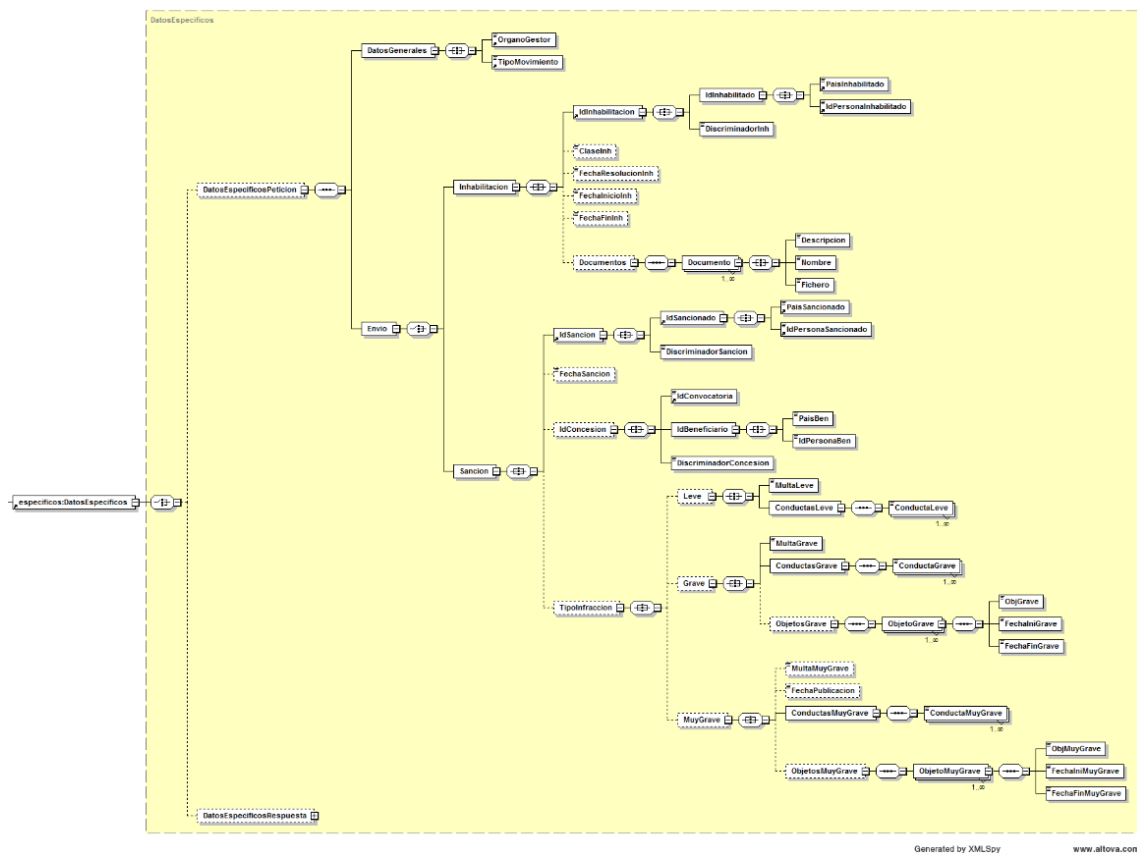 DatosEspecificos
OrganoGestor
DatosGenerales
TipoMovimiento
PaisInhabilitado
IdInhabilitado
IdPersonaInhabilitado
IdInhabilitacion
DiscriminadorInh
ClaseInh
FechaResolucionInh
DatosEspecificosPeticion
Inhabilitacion
FechaInicioInh
FechaFinInh
Descripcion
Documentos
Documento
Nombre
1..∞
Fichero
PaisSancionado
IdSancionado
Envio
IdPersonaSancionado
IdSancion
DiscriminadorSancion
FechaSancion
IdConvocatoria
PaisBen
IdConcesion
IdBeneficiario
IdPersonaBen
Sancion
DiscriminadorConcesion
MultaLeve
Leve
especificos:DatosEspecificos
ConductasLeve
ConductaLeve
1..∞
MultaGrave
ConductasGrave
ConductaGrave
1..∞
Grave
ObjGrave
TipoInfraccion
ObjetosGrave
ObjetoGrave
FechaIniGrave
1..∞
FechaFinGrave
MultaMuyGrave
FechaPublicacion
MuyGrave
ConductasMuyGrave
ConductaMuyGrave
1..∞
ObjMuyGrave
ObjetosMuyGrave
ObjetoMuyGrave
FechaIniMuyGrave
1..∞
FechaFinMuyGrave
DatosEspecificosRespuesta
Generated by XMLSpy
www.altova.com